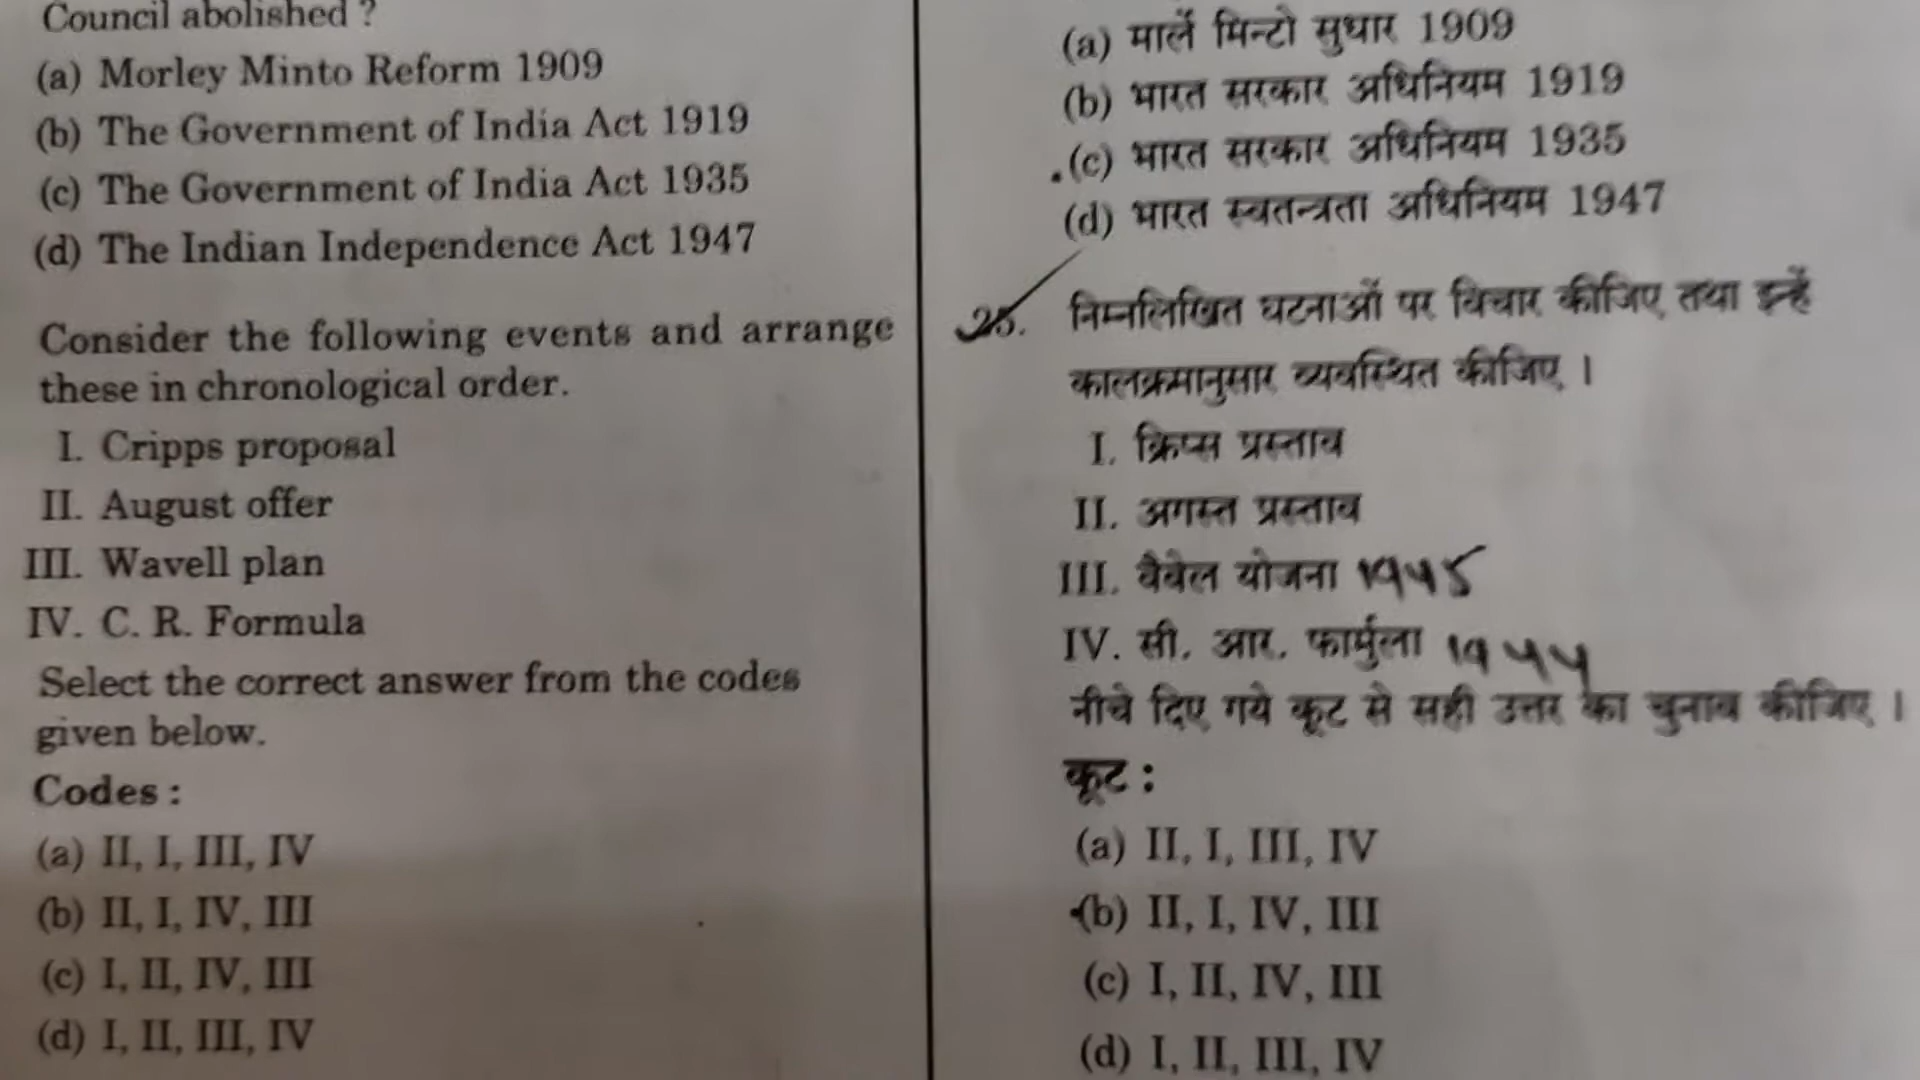 Council abolished ?
(a) Morley Minto Reform 1909
(b) The Government of India Act 1919
(c) The Government of India Act 1935
(d) The Indian Independence Act 1947
Consider the following events and arrange
these in chronological order.
I. Cripps proposal
II. August offer
III. Wavell plan
IV. C. R. Formula
Select the correct answer from the codes
given below.
Codes :
(a) II, I, III, IV
(b) II, I, IV, III
(c) I, II, IV, III
(d) I, II, III, IV
(a) मार्ले मिन्टो सुधार 1909
(b) भारत सरकार अधिनियम 1919
(c) भारत सरकार अधिनियम 1935
(d) भारत स्वतन्त्रता अधिनियम 1947
25. निम्नलिखित घटनाओं पर विचार कीजिए तथा इन्हें
कालक्रमानुसार व्यवस्थित कीजिए ।
I. क्रिप्स प्रस्ताव
II. अगस्त प्रस्ताव
III. वैवेल योजना १९४५
IV. सी. आर. फार्मुला १९४४
नीचे दिए गये कूट से सही उत्तर का चुनाव कीजिए ।
कूट :
(a) II, I, III, IV
(b) II, I, IV, III
(c) I, II, IV, III
(d) I, II, III, IV